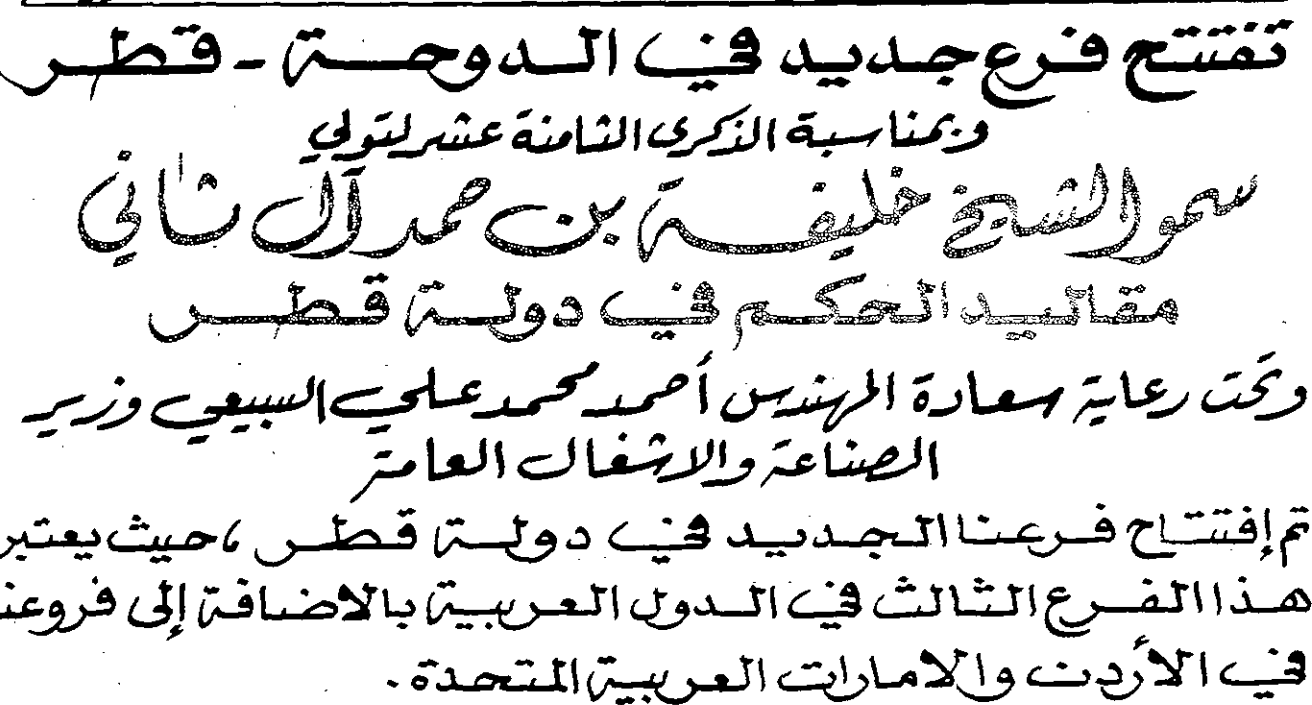 تفتتح فرع جديد في الدوحة - قطر
وبمناسبة الذكرى الثامنة عشر لتولي
سمو الشيخ خليفة بن حمد آل ثاني
مقاليد الحكم في دولة قطر
وتحت رعاية سعادة المهندس أحمد محمد علي السبيعي وزير
الصناعة والاشغال العامة
تم إفتتاح فرعنا الجديد في دولة قطر، حيث يعتبر
هذا الفرع الثالث في الدول العربية بالاضافة إلى فروعنا
في الأردن والامارات العربية المتحدة.